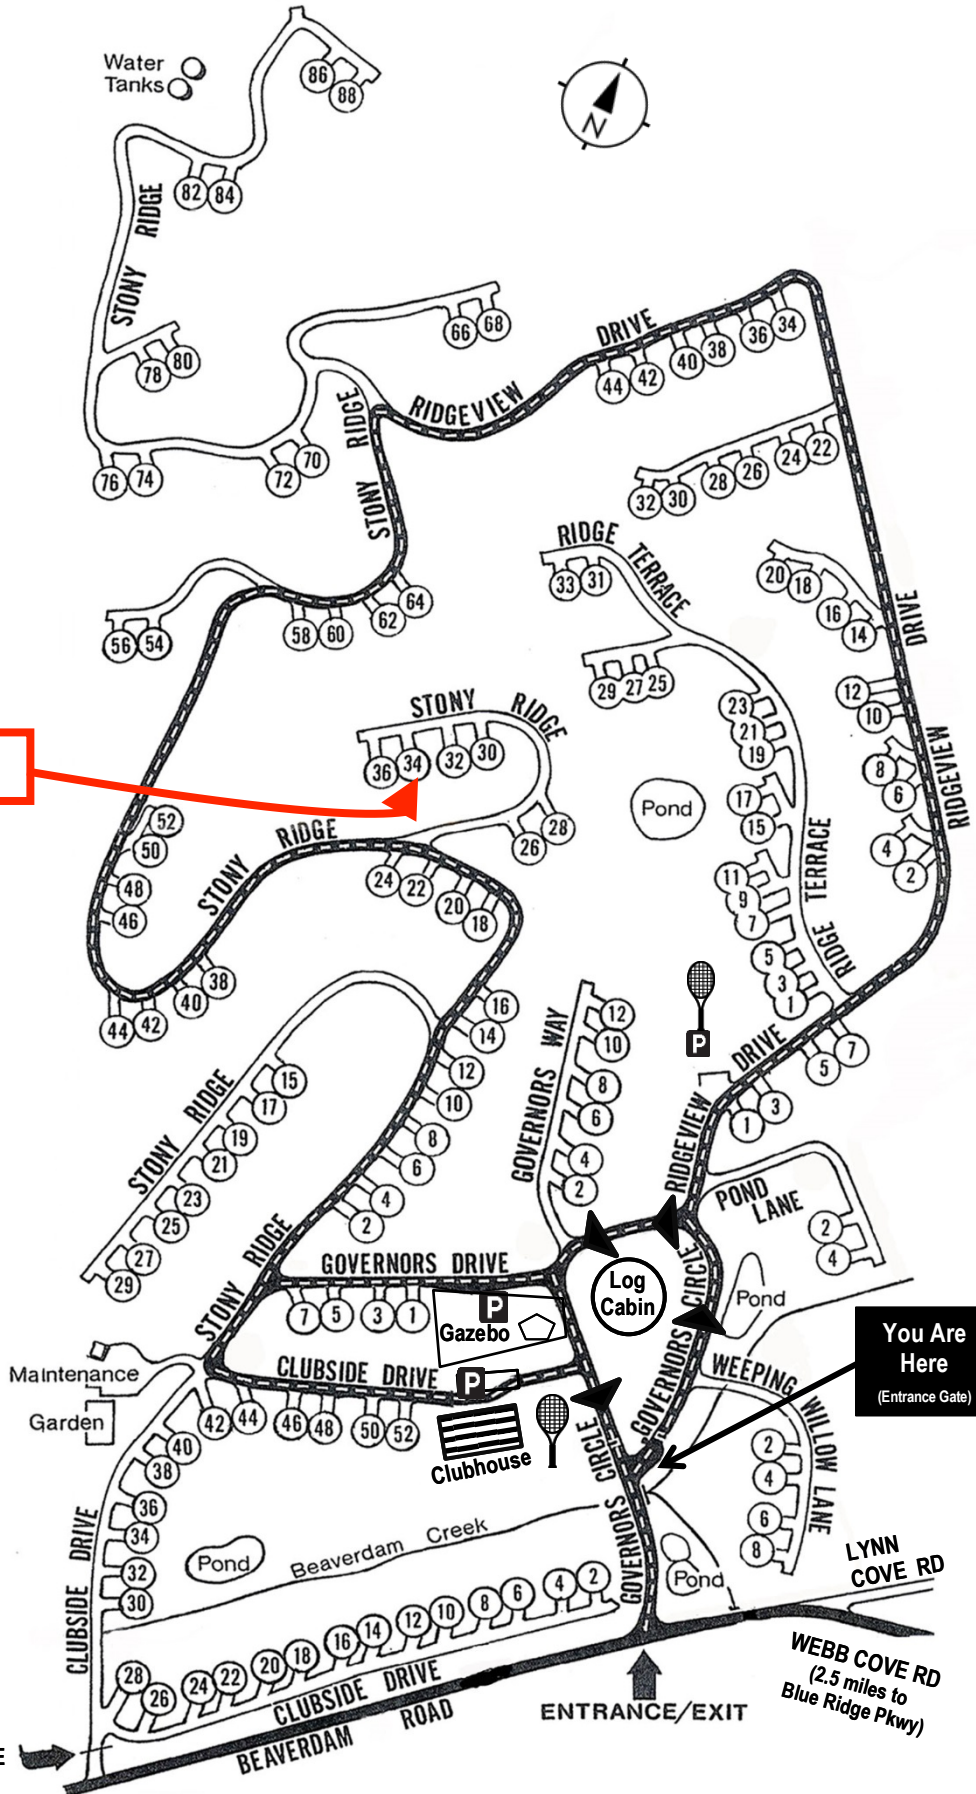 Water
Tanks
86
88
N
82
84
STONY RIDGE
66
68
DRIVE
34
36
38
40
42
44
78
80
RIDGEVIEW
RIDGE
STONY
70
72
74
76
22
24
26
28
30
32
RIDGE TERRACE
33
31
20
18
16
14
DRIVE
64
62
60
58
56
54
29
27
25
12
10
23
21
19
STONY RIDGE
36
34
32
30
RIDGEVIEW
8
6
17
15
Pond
52
50
48
46
STONY RIDGE
28
26
24
22
20
18
4
2
11
9
7
5
3
1
RIDGE TERRACE
38
40
42
44
16
14
12
10
8
6
4
2
P
GOVERNORS WAY
12
10
8
6
4
2
RIDGEVIEW DRIVE
7
5
3
1
STONY RIDGE
15
17
19
21
23
25
27
29
POND
LANE
2
4
STONY RIDGE
GOVERNORS DRIVE
7
5
3
1
P
Gazebo
Log
Cabin
GOVERNORS CIRCLE
Pond
You Are
Here
(Entrance Gate)
Maintenance
Garden
CLUBSIDE DRIVE
P
42
44
46
48
50
52
Clubhouse
WEEPING WILLOW LANE
2
4
6
8
40
38
36
34
32
30
CLUBSIDE DRIVE
Pond
Beaverdam Creek
GOVERNORS CIRCLE
Pond
LYNN
COVE RD
2
4
6
8
10
12
14
16
18
20
22
24
26
28
CLUBSIDE DRIVE
BEAVERDAM ROAD
ENTRANCE/EXIT
WEBB COVE RD
(2.5 miles to
Blue Ridge Pkwy)
E